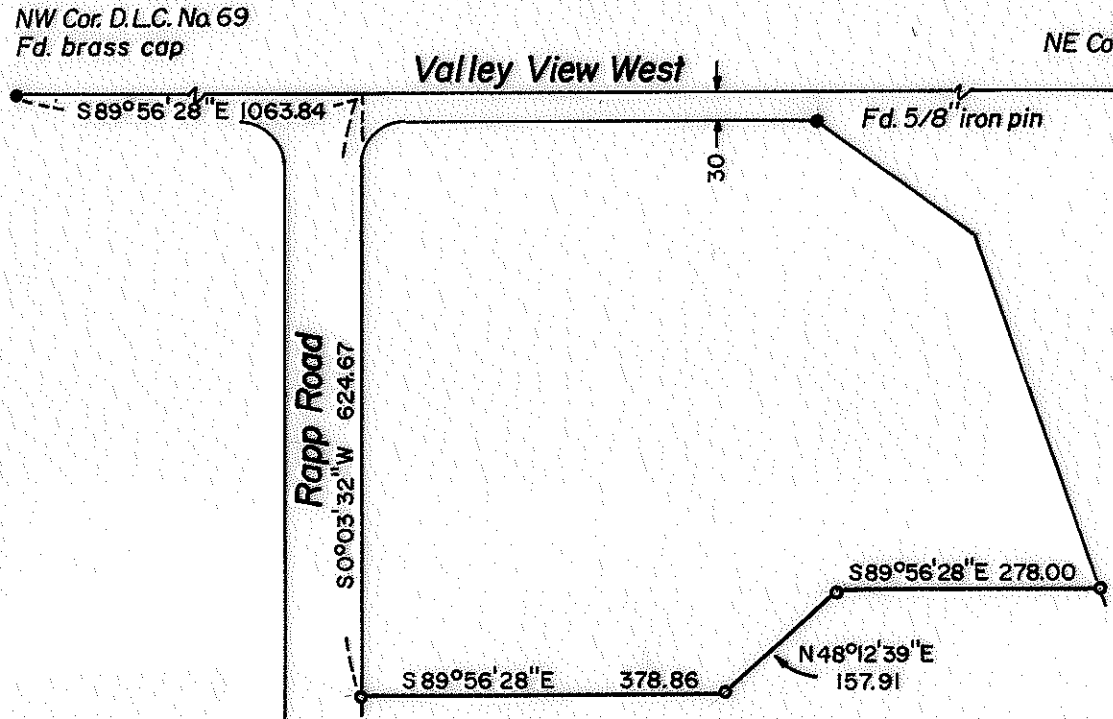 NW Cor. D.L.C. No. 69
Fd. brass cap
NE Co
Valley View West
S89°56'28"E 1063.84
Fd. 5/8" iron pin
30
Rapp Road
S.0°03'32"W 624.67
S89°56'28"E 278.00
N48°12'39"E
157.91
S89°56'28"E 378.86